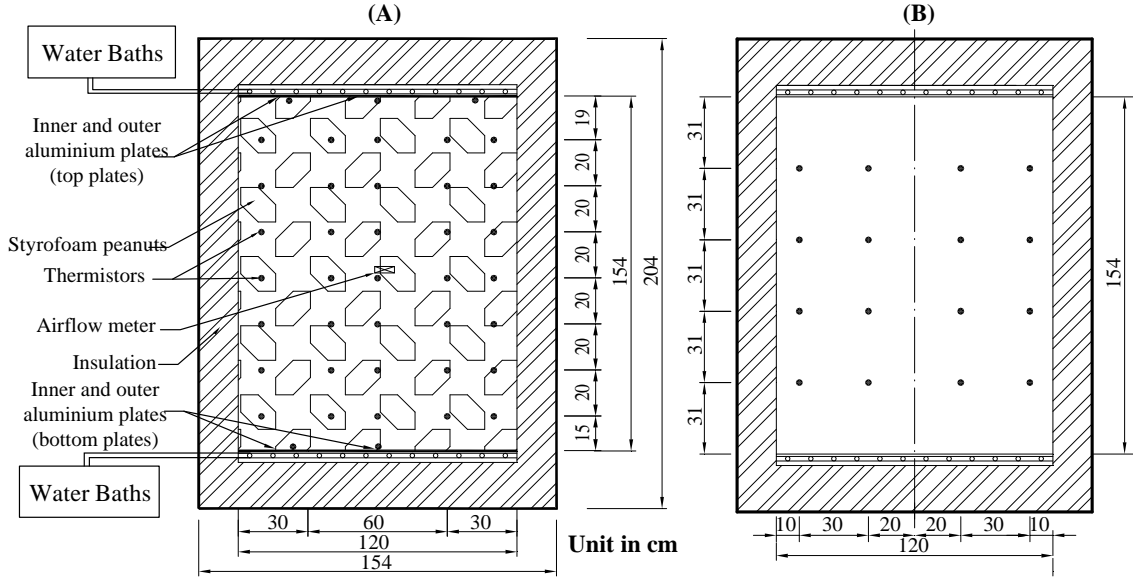 (A)
(B)
Water Baths
Inner and outer
aluminium plates
(top plates)
Styrofoam peanuts
Thermistors
Airflow meter
Insulation
Inner and outer
aluminium plates
(bottom plates)
Water Baths
19
20
20
20
20
20
20
15
154
204
30
60
30
120
154
Unit in cm
31
31
31
31
31
154
10
30
20
20
30
10
120